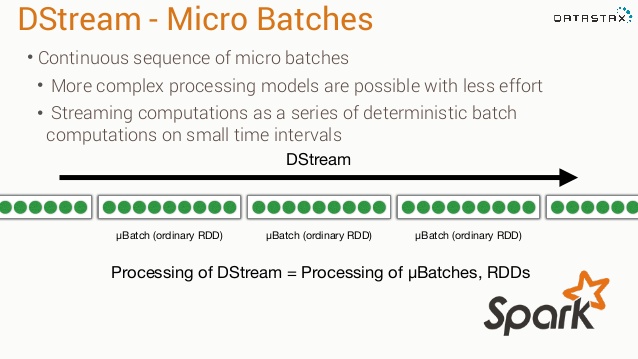 DStream - Micro Batches
DATASTAX
• Continuous sequence of micro batches
• More complex processing models are possible with less effort
• Streaming computations as a series of deterministic batch
computations on small time intervals
DStream
µBatch (ordinary RDD) µBatch (ordinary RDD) µBatch (ordinary RDD)
Processing of DStream = Processing of µBatches, RDDs
Spark